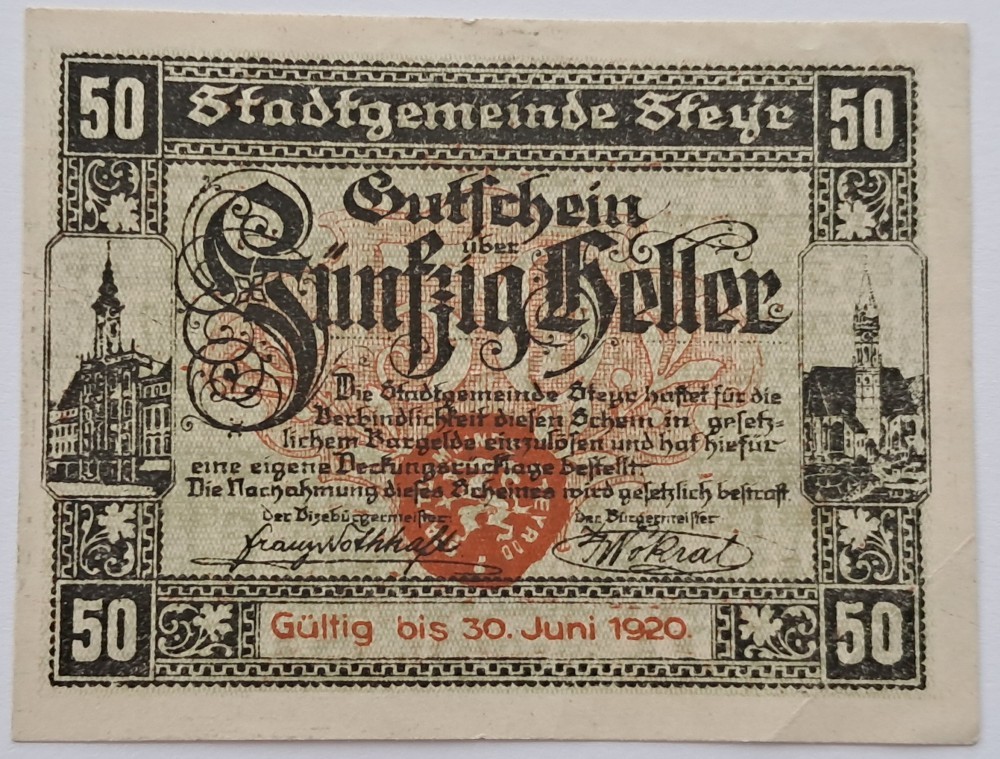 50 Stadtgemeinde Steyr 50
Gutschein
über
Fünfzig Heller
Die Stadtgemeinde Steyr haftet für die
Verbindlichkeit diesen Schein in gesetz=
lichem Bargelde einzulösen und hat hiefür
eine eigene Deckungsrücklage bestellt.
Die Nachahmung dieses Scheines wird gesetzlich bestraft.
Der Vizebürgermeister Der Bürgermeister
Franz
50 Gültig bis 30. Juni 1920. 50